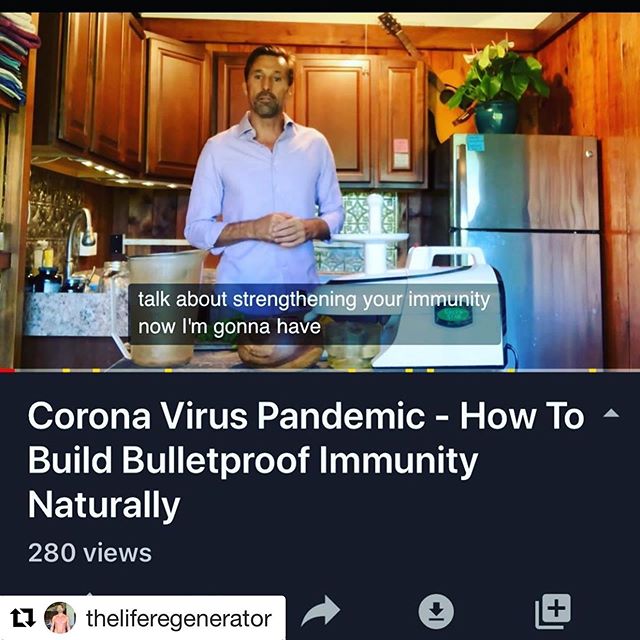 talk about strengthening your immunity
now I'm gonna have
Corona Virus Pandemic - How To
Build Bulletproof Immunity
Naturally
280 views
theliferegenerator